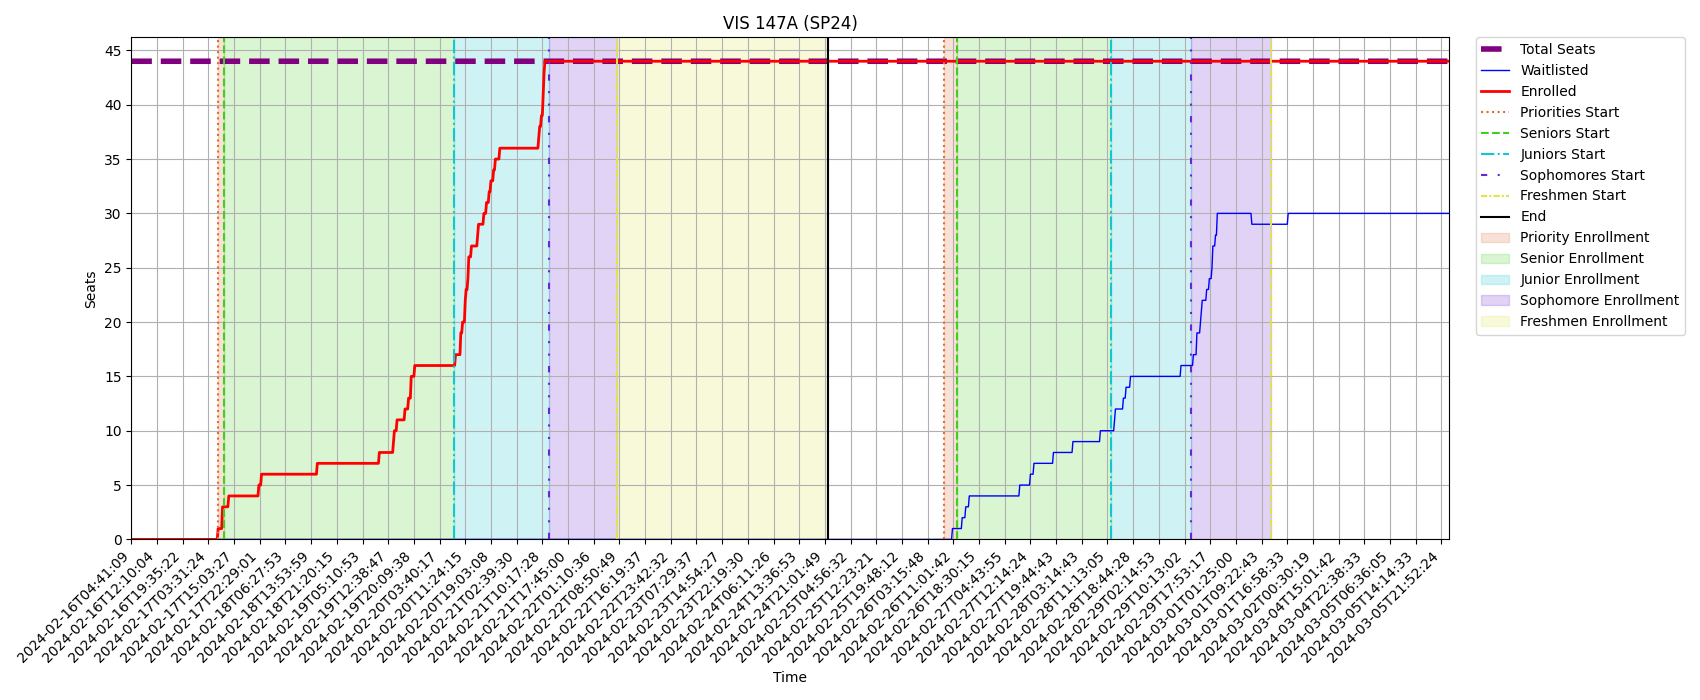 VIS 147A (SP24)
Seats
45
40
35
30
25
20
15
10
5
0
2024-02-16T04:41:09
2024-02-16T12:10:04
2024-02-16T19:35:22
2024-02-17T03:31:24
2024-02-17T15:03:27
2024-02-17T22:29:01
2024-02-18T06:27:53
2024-02-18T13:53:59
2024-02-18T21:20:15
2024-02-19T05:10:53
2024-02-19T12:38:47
2024-02-19T20:09:38
2024-02-20T03:40:17
2024-02-20T11:24:15
2024-02-20T19:03:08
2024-02-21T02:39:30
2024-02-21T10:17:28
2024-02-21T17:45:00
2024-02-22T01:10:36
2024-02-22T08:50:49
2024-02-22T16:19:37
2024-02-22T23:42:32
2024-02-23T07:29:37
2024-02-23T14:54:27
2024-02-23T22:19:30
2024-02-24T06:11:26
2024-02-24T13:36:53
2024-02-24T21:01:49
2024-02-25T04:56:32
2024-02-25T12:23:21
2024-02-25T19:48:12
2024-02-26T03:15:48
2024-02-26T11:01:42
2024-02-26T18:30:15
2024-02-27T04:43:55
2024-02-27T12:14:24
2024-02-27T19:44:43
2024-02-28T03:14:43
2024-02-28T11:13:05
2024-02-28T18:44:28
2024-02-29T02:14:53
2024-02-29T10:13:02
2024-02-29T17:53:17
2024-03-01T01:25:00
2024-03-01T09:22:43
2024-03-01T16:58:33
2024-03-02T00:30:19
2024-03-04T15:01:42
2024-03-04T22:38:33
2024-03-05T06:36:05
2024-03-05T14:14:33
2024-03-05T21:52:24
Time
Total Seats
Waitlisted
Enrolled
Priorities Start
Seniors Start
Juniors Start
Sophomores Start
Freshmen Start
End
Priority Enrollment
Senior Enrollment
Junior Enrollment
Sophomore Enrollment
Freshmen Enrollment